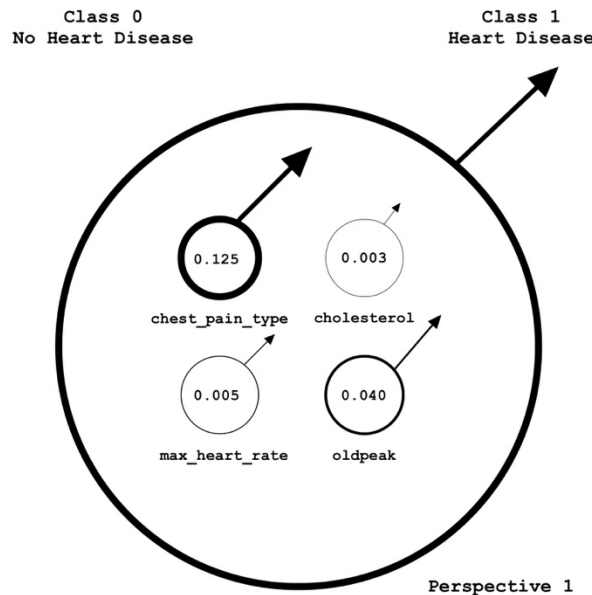 Class 0
No Heart Disease
Class 1
Heart Disease
0.125
0.003
chest_pain_type
cholesterol
0.005
0.040
max_heart_rate
oldpeak
Perspective 1